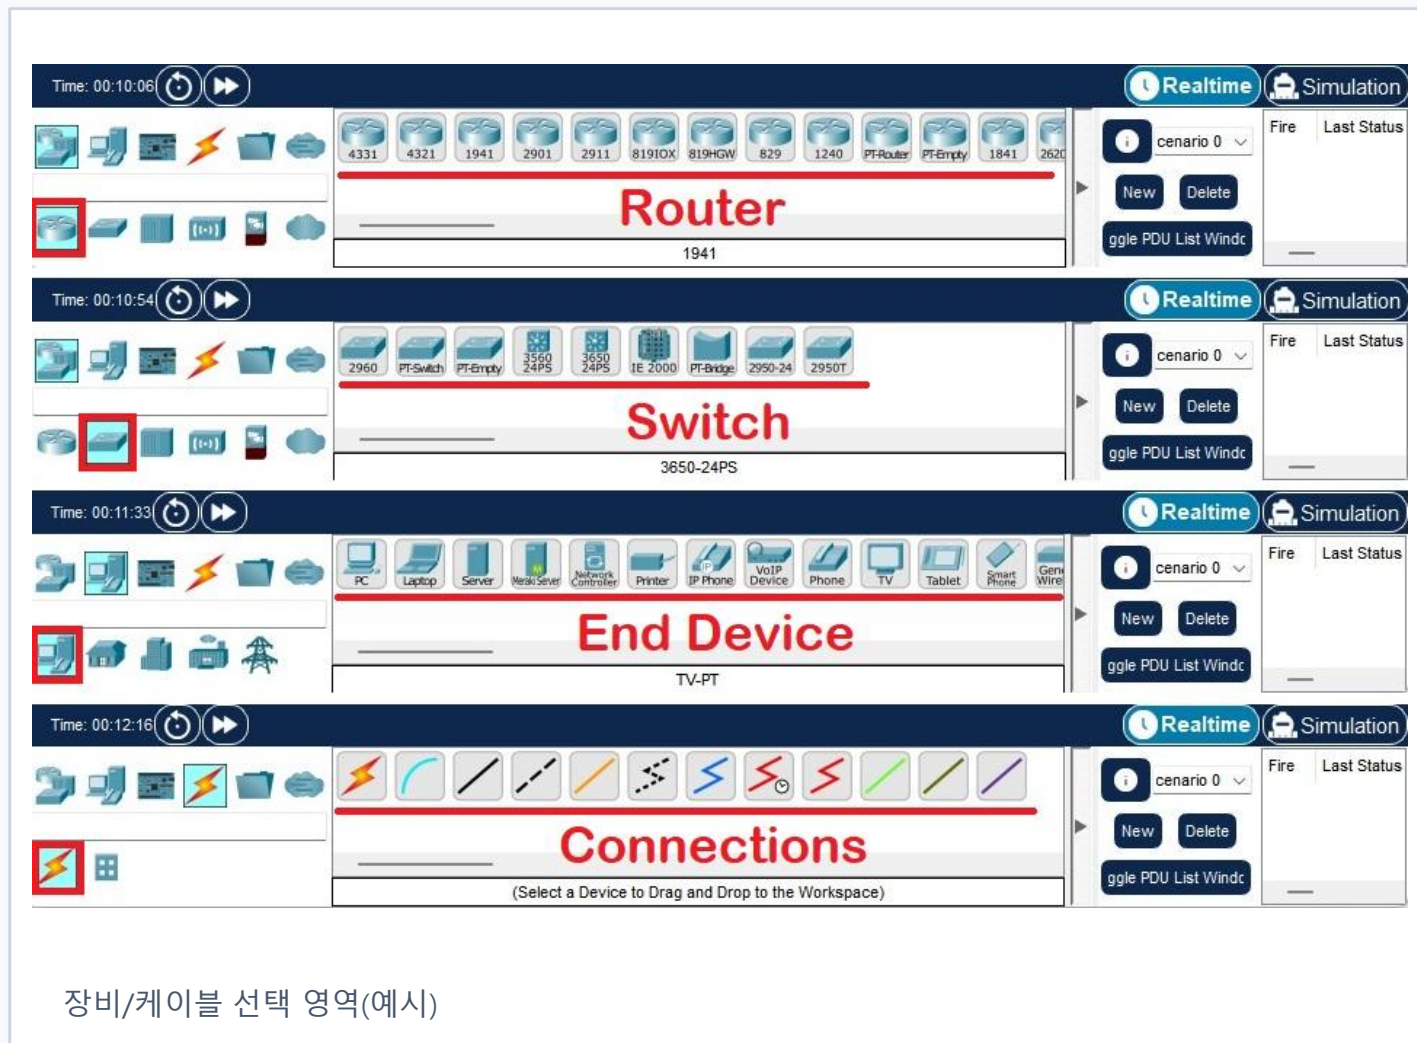 Time: 00:10:06
Realtime
Simulation
4331 4321 1941 2901 2911 819IOX 819HGW 829 1240 PT-Router PT-Empty 1841 2620
Router
1941
cenario 0
New Delete
ggle PDU List Windc
Fire Last Status
Time: 00:10:54
Realtime
Simulation
2960 PT-Switch PT-Empty 3560 24PS 3650 24PS IE 2000 PT-Bridge 2950-24 2950T
Switch
3650-24PS
cenario 0
New Delete
ggle PDU List Windc
Fire Last Status
Time: 00:11:33
Realtime
Simulation
PC Laptop Server Meraki Server Network Controller Printer IP Phone VoIP Device Phone TV Tablet Smart Phone Gene Wire
IP
End Device
TV-PT
cenario 0
New Delete
ggle PDU List Windc
Fire Last Status
Time: 00:12:16
Realtime
Simulation
Connections
(Select a Device to Drag and Drop to the Workspace)
cenario 0
New Delete
ggle PDU List Windc
Fire Last Status
장비/케이블 선택 영역(예시)